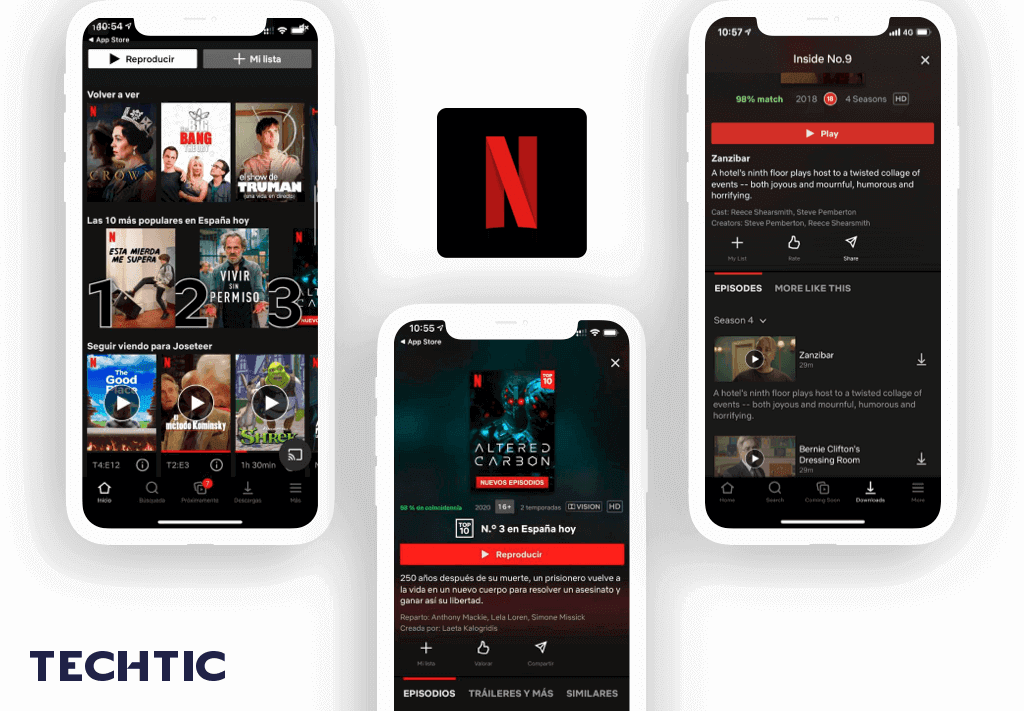 10:54
App Store
Reproducir
Mi lista
Volver a ver
THE CROWN
the BIG BANG THEORY
el show de
TRUMAN
(una vida en directo)
Las 10 más populares en España hoy
ESTA MIERDA
ME SUPERA
VIVIR
SIN
PERMISO
ALTERED
CARBON
1
2
3
Seguir viendo para Joseteer
The
Good
Place
el
método Kominsky
SHREK
T4:E12
T2:E3
1h 30min
7
Inicio
Búsqueda
Próximamente
Descargas
Más
N
10:55
App Store
TOP
10
ALTERED
CARBON
NUEVOS EPISODIOS
98 % de coincidencia
2020
16+
2 temporadas
VISION
HD
TOP
10
N.º 3 en España hoy
Reproducir
250 años después de su muerte, un prisionero vuelve a
la vida en un nuevo cuerpo para resolver un asesinato y
ganar así su libertad.
Reparto: Anthony Mackie, Lela Loren, Simone Missick
Creada por: Laeta Kalogridis
Mi lista
Valorar
Compartir
EPISODIOS
TRÁILERES Y MÁS
SIMILARES
10:57
4G
Inside No.9
98% match
2018
18
4 Seasons
HD
Play
Zanzibar
A hotel's ninth floor plays host to a twisted collage of
events -- both joyous and mournful, humorous and
horrifying.
Cast: Reece Shearsmith, Steve Pemberton
Creators: Steve Pemberton, Reece Shearsmith
My List
Rate
Share
EPISODES
MORE LIKE THIS
Season 4
Zanzibar
29m
A hotel's ninth floor plays host to a twisted collage of
events -- both joyous and mournful, humorous and
horrifying.
Bernie Clifton's
Dressing Room
29m
Home
Search
Coming Soon
Downloads
More
TECHTIC